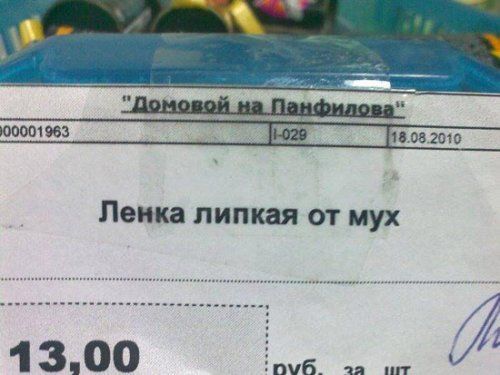 "Домовой на Панфилова"
000001963 I-029 18.08.2010
Ленка липкая от мух
13,00 руб. за шт